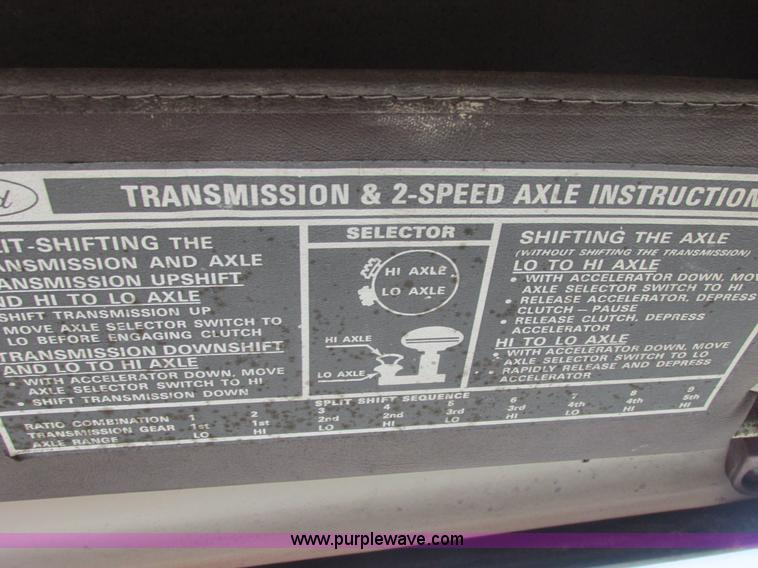 TRANSMISSION & 2-SPEED AXLE INSTRUCTION
SHIFTING THE
AND AXLE
UPSHIFT
HI TO LO AXLE
SHIFT TRANSMISSION UP
MOVE AXLE SELECTOR SWITCH TO
LO BEFORE ENGAGING CLUTCH
TRANSMISSION DOWNSHIFT
AND LO TO HI AXLE
• WITH ACCELERATOR DOWN, MOVE
AXLE SELECTOR SWITCH TO HI
• SHIFT TRANSMISSION DOWN
SELECTOR
HI AXLE
LO AXLE
HI AXLE
LO AXLE
SHIFTING THE AXLE
(WITHOUT SHIFTING THE TRANSMISSION)
LO TO HI AXLE
• WITH ACCELERATOR DOWN, MOVE
AXLE SELECTOR SWITCH TO HI
• RELEASE ACCELERATOR, DEPRESS
CLUTCH — PAUSE
• RELEASE CLUTCH, DEPRESS
ACCELERATOR
HI TO LO AXLE
• WITH ACCELERATOR DOWN, MOVE
AXLE SELECTOR SWITCH TO LO
• RAPIDLY RELEASE AND DEPRESS
ACCELERATOR
SPLIT SHIFT SEQUENCE
RATIO COMBINATION 1 2 3 4 5 6 7 8 9
TRANSMISSION GEAR 1st 1st 2nd 2nd 3rd 3rd 4th 4th 5th
AXLE RANGE LO HI LO HI LO HI LO HI HI
www.purplewave.com